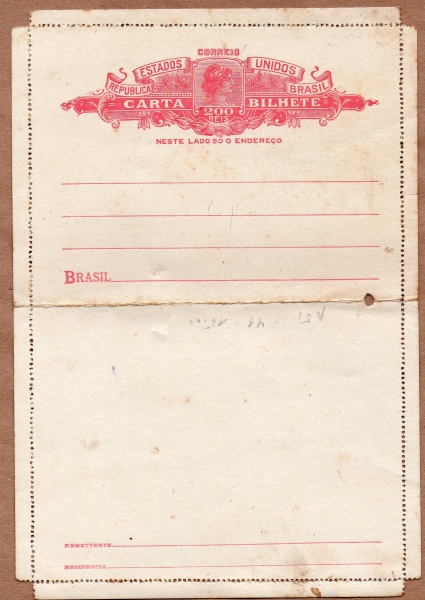 CORREIO
ESTADOS UNIDOS
REPUBLICA BRASIL
CARTA BILHETE
200
REIS
NESTE LADO SO O ENDEREÇO
BRASIL
REMETTENTE
RESIDENCIA